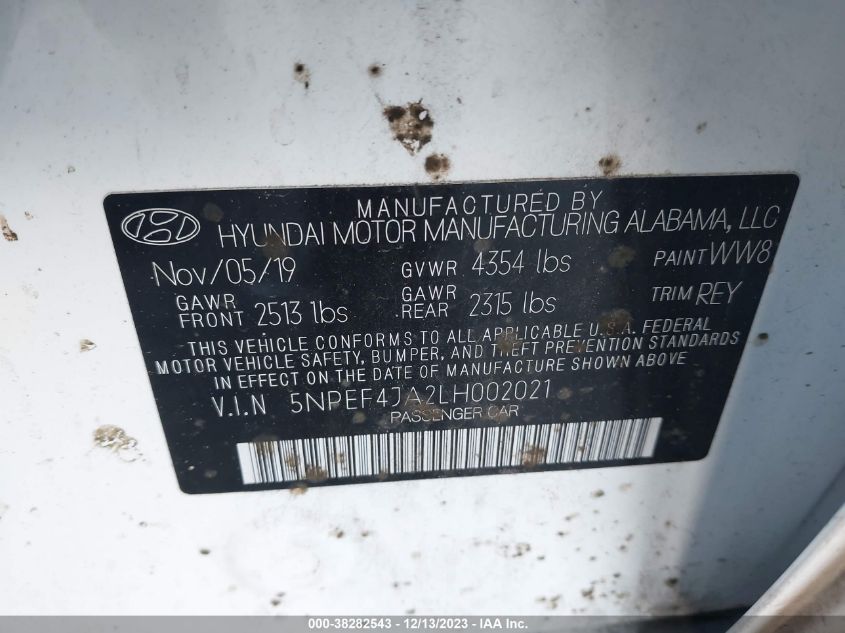 MANUFACTURED BY
HYUNDAI MOTOR MANUFACTURING ALABAMA, LLC
Nov/05/19 GVWR 4354 lbs PAINT WW8
GAWR FRONT 2513 lbs GAWR REAR 2315 lbs TRIM REY
THIS VEHICLE CONFORMS TO ALL APPLICABLE U.S.A. FEDERAL
MOTOR VEHICLE SAFETY, BUMPER, AND THEFT PREVENTION STANDARDS
IN EFFECT ON THE DATE OF MANUFACTURE SHOWN ABOVE
V.I.N 5NPEF4JA2LH002021
PASSENGER CAR
000-38282543 - 12/13/2023 - IAA Inc.